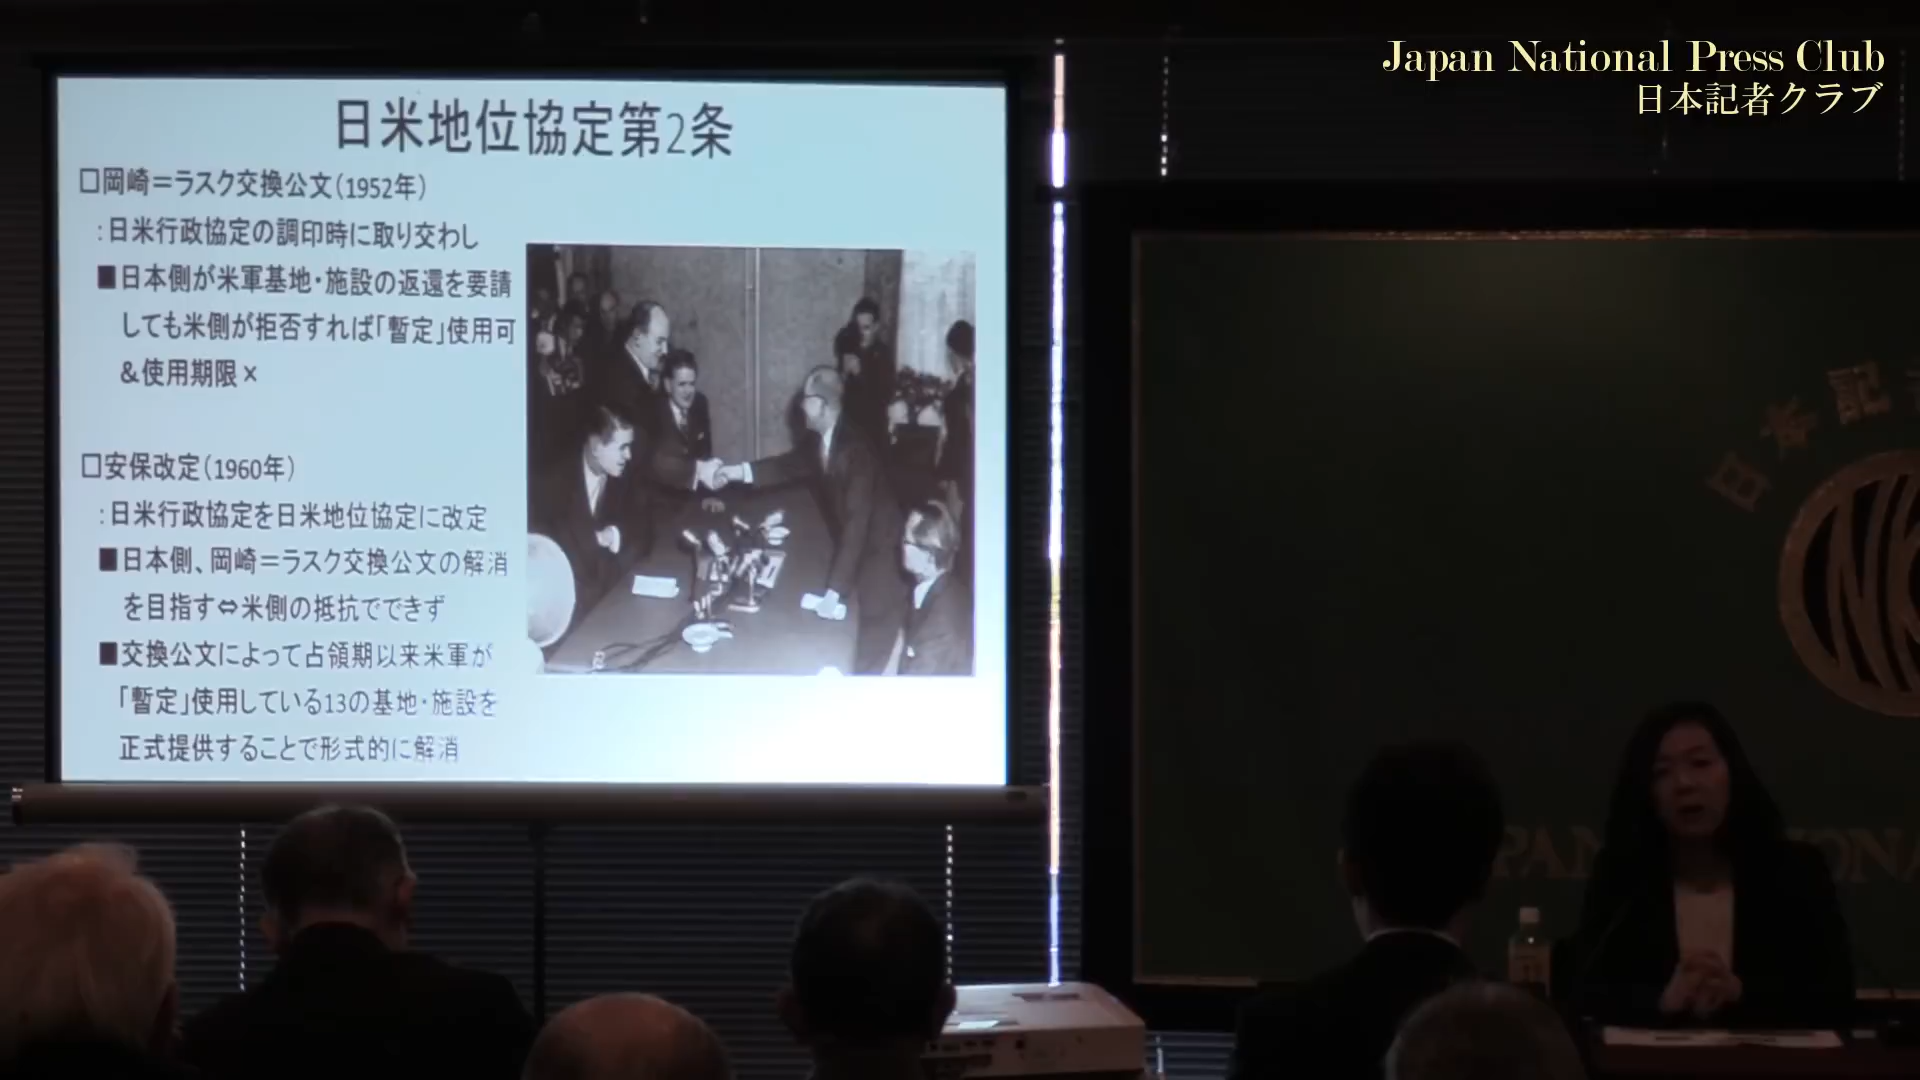 Japan National Press Club
日本記者クラブ
日米地位協定第2条
□岡崎＝ラスク交換公文(1952年)
:日米行政協定の調印時に取り交わし
■日本側が米軍基地・施設の返還を要請
しても米側が拒否すれば「暫定」使用可
＆使用期限×
□安保改定(1960年)
:日米行政協定を日米地位協定に改定
■日本側、岡崎＝ラスク交換公文の解消
を目指す⇔米側の抵抗でできず
■交換公文によって占領期以来米軍が
「暫定」使用している13の基地・施設を
正式提供することで形式的に解消
日本記